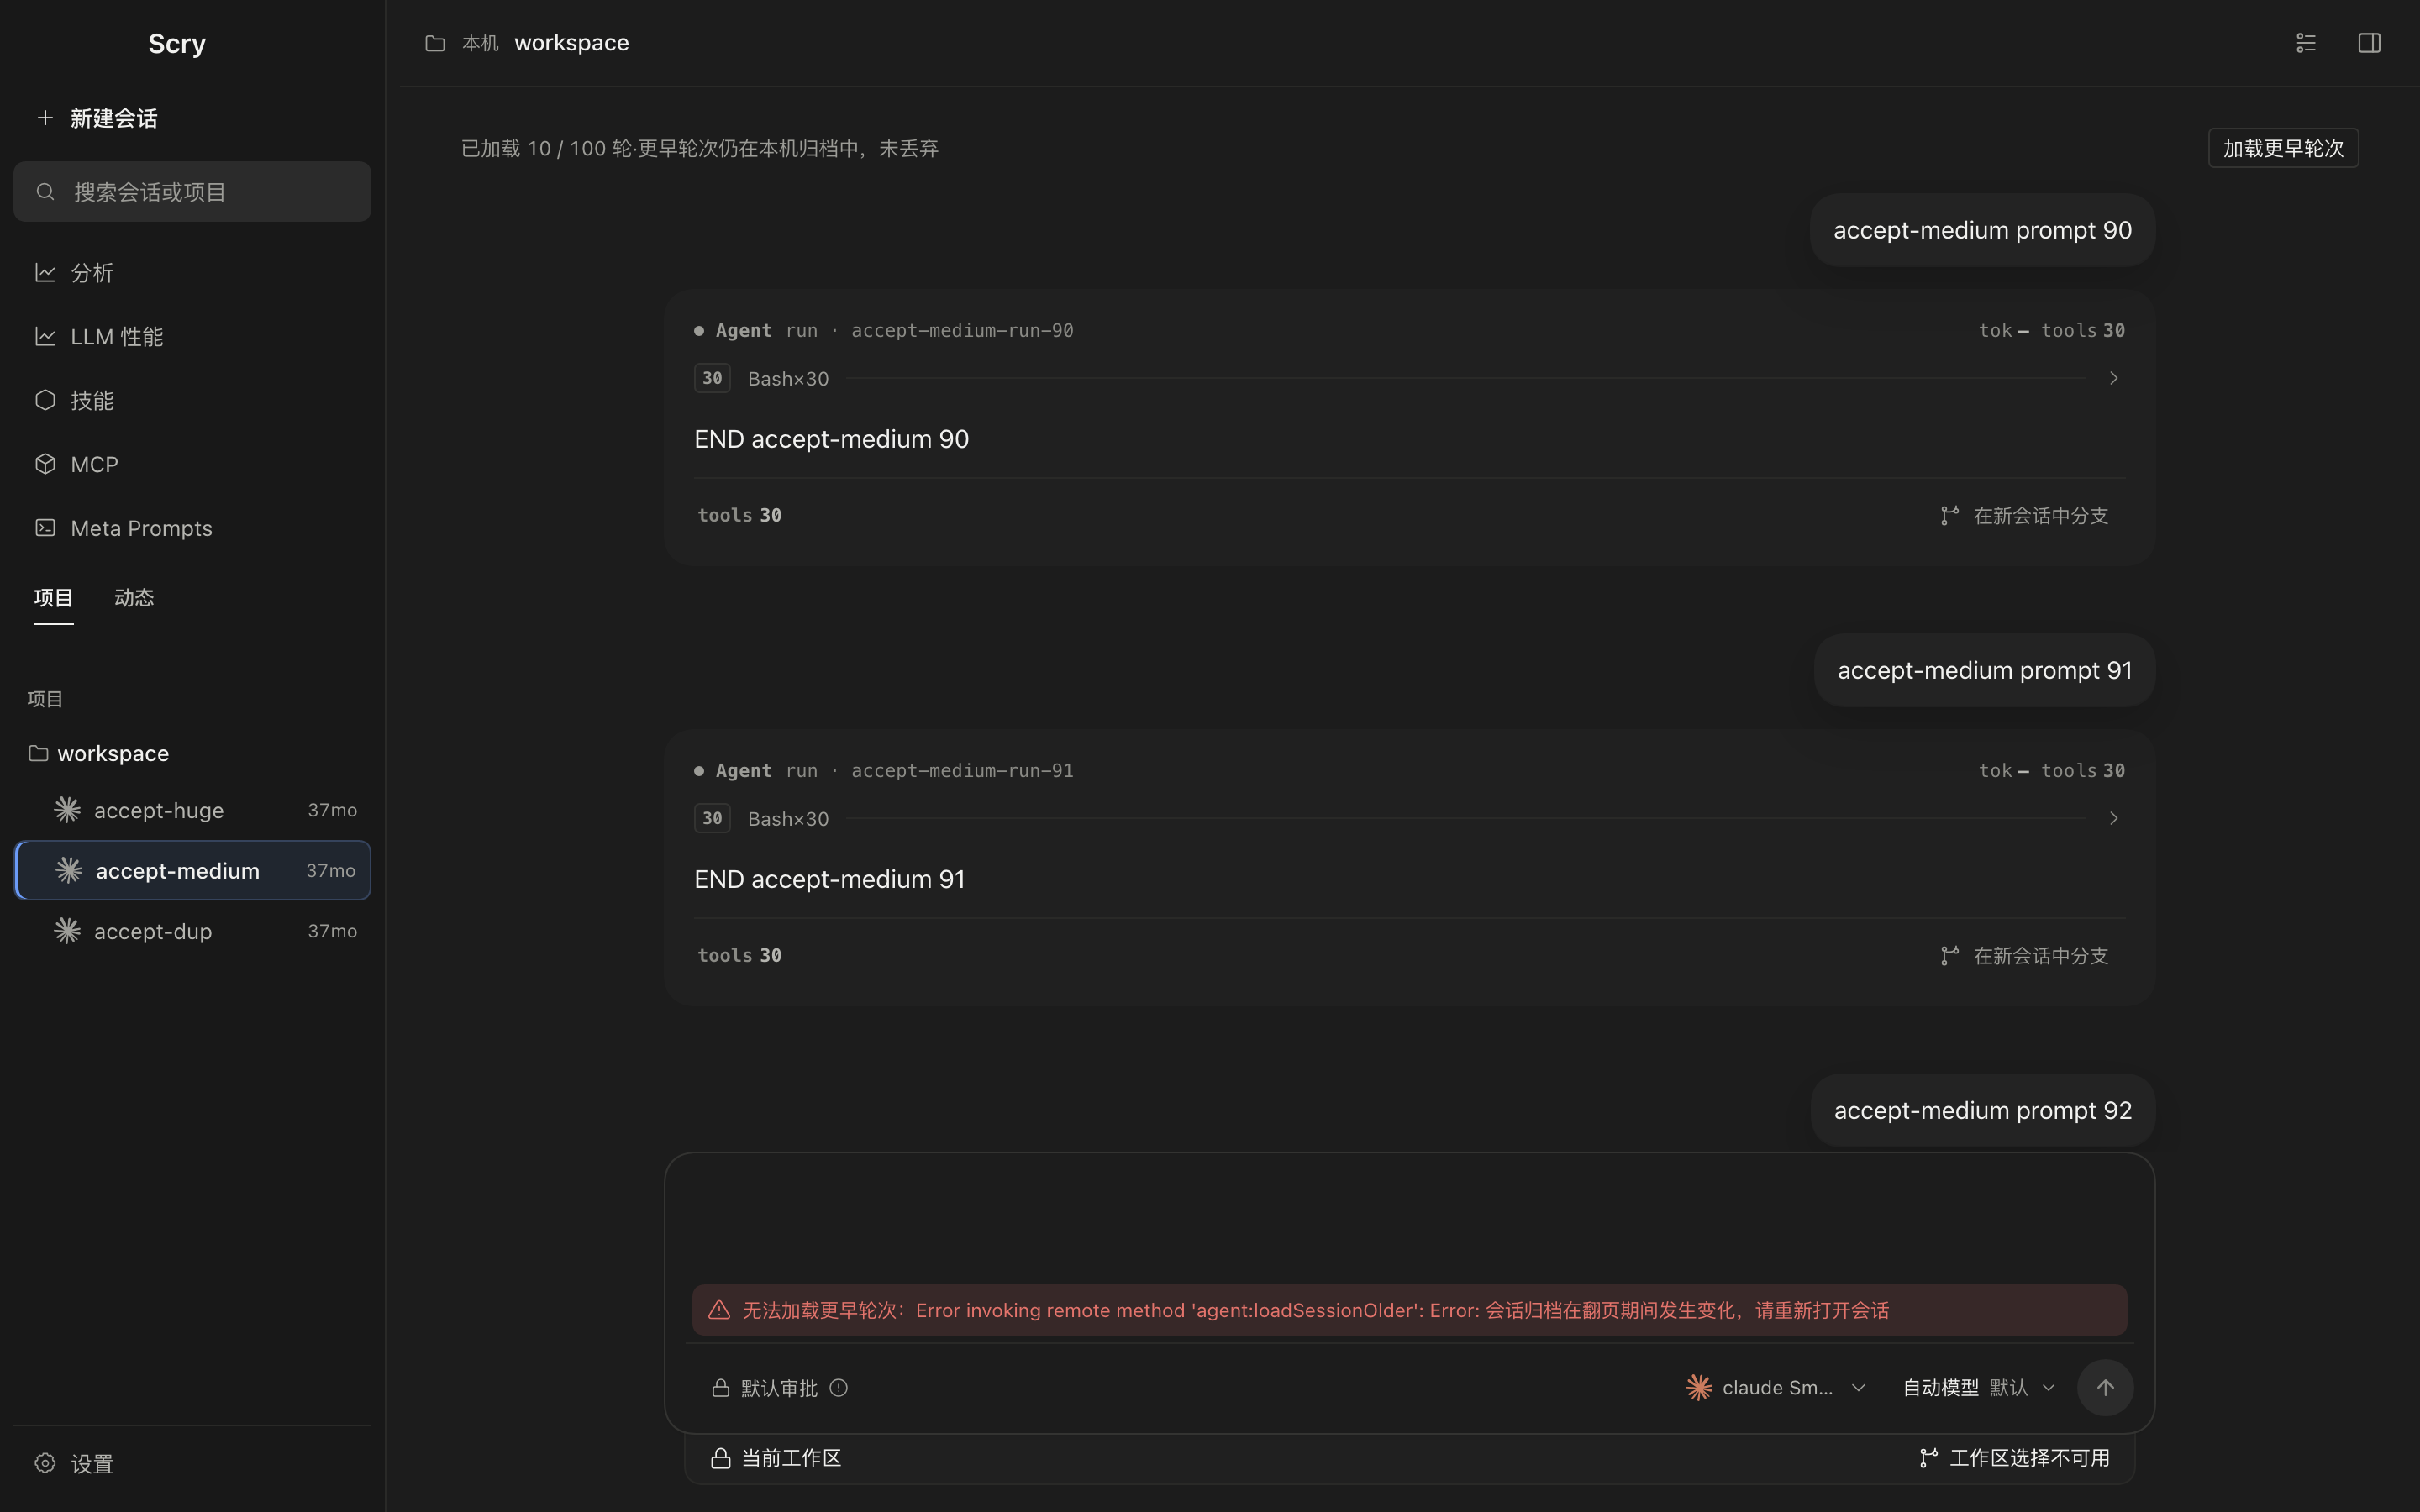 Scry
新建会话
搜索会话或项目
分析
LLM 性能
技能
MCP
Meta Prompts
项目 动态
项目
workspace
accept-huge 37mo
accept-medium 37mo
accept-dup 37mo
设置
本机 workspace
已加载 10 / 100 轮·更早轮次仍在本机归档中，未丢弃
加载更早轮次
accept-medium prompt 90
Agent run · accept-medium-run-90 tok — tools 30
30 Bash×30
END accept-medium 90
tools 30 在新会话中分支
accept-medium prompt 91
Agent run · accept-medium-run-91 tok — tools 30
30 Bash×30
END accept-medium 91
tools 30 在新会话中分支
accept-medium prompt 92
无法加载更早轮次：Error invoking remote method 'agent:loadSessionOlder': Error: 会话归档在翻页期间发生变化，请重新打开会话
默认审批 claude Sm... 自动模型 默认
当前工作区 工作区选择不可用